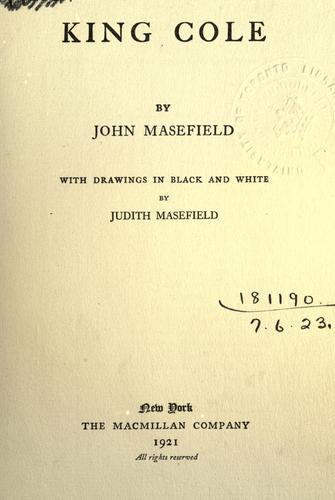 KING COLE
BY
JOHN MASEFIELD
WITH DRAWINGS IN BLACK AND WHITE
BY
JUDITH MASEFIELD
181190.
7.6.23.
New York
THE MACMILLAN COMPANY
1921
All rights reserved